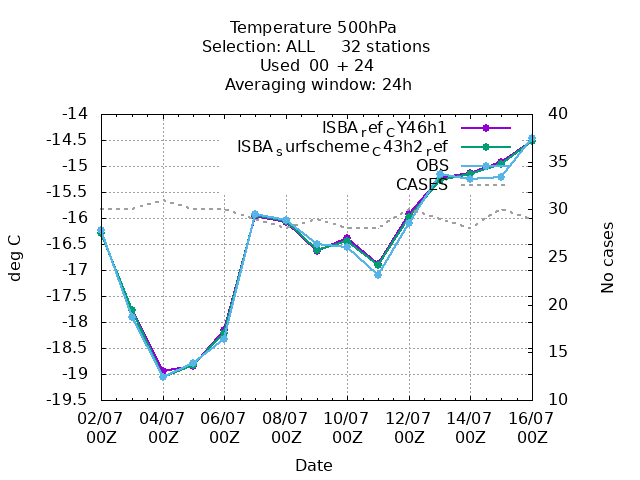 Temperature 500hPa
Selection: ALL 32 stations
Used 00 + 24
Averaging window: 24h
-14
-14.5
-15
-15.5
-16
-16.5
-17
-17.5
-18
-18.5
-19
-19.5
deg C
ISBA_ref_CY46h1
ISBA_surfscheme_C43h2_ref
OBS
CASES
40
35
30
25
20
15
10
No cases
02/07 04/07 06/07 08/07 10/07 12/07 14/07 16/07
00Z 00Z 00Z 00Z 00Z 00Z 00Z 00Z
Date